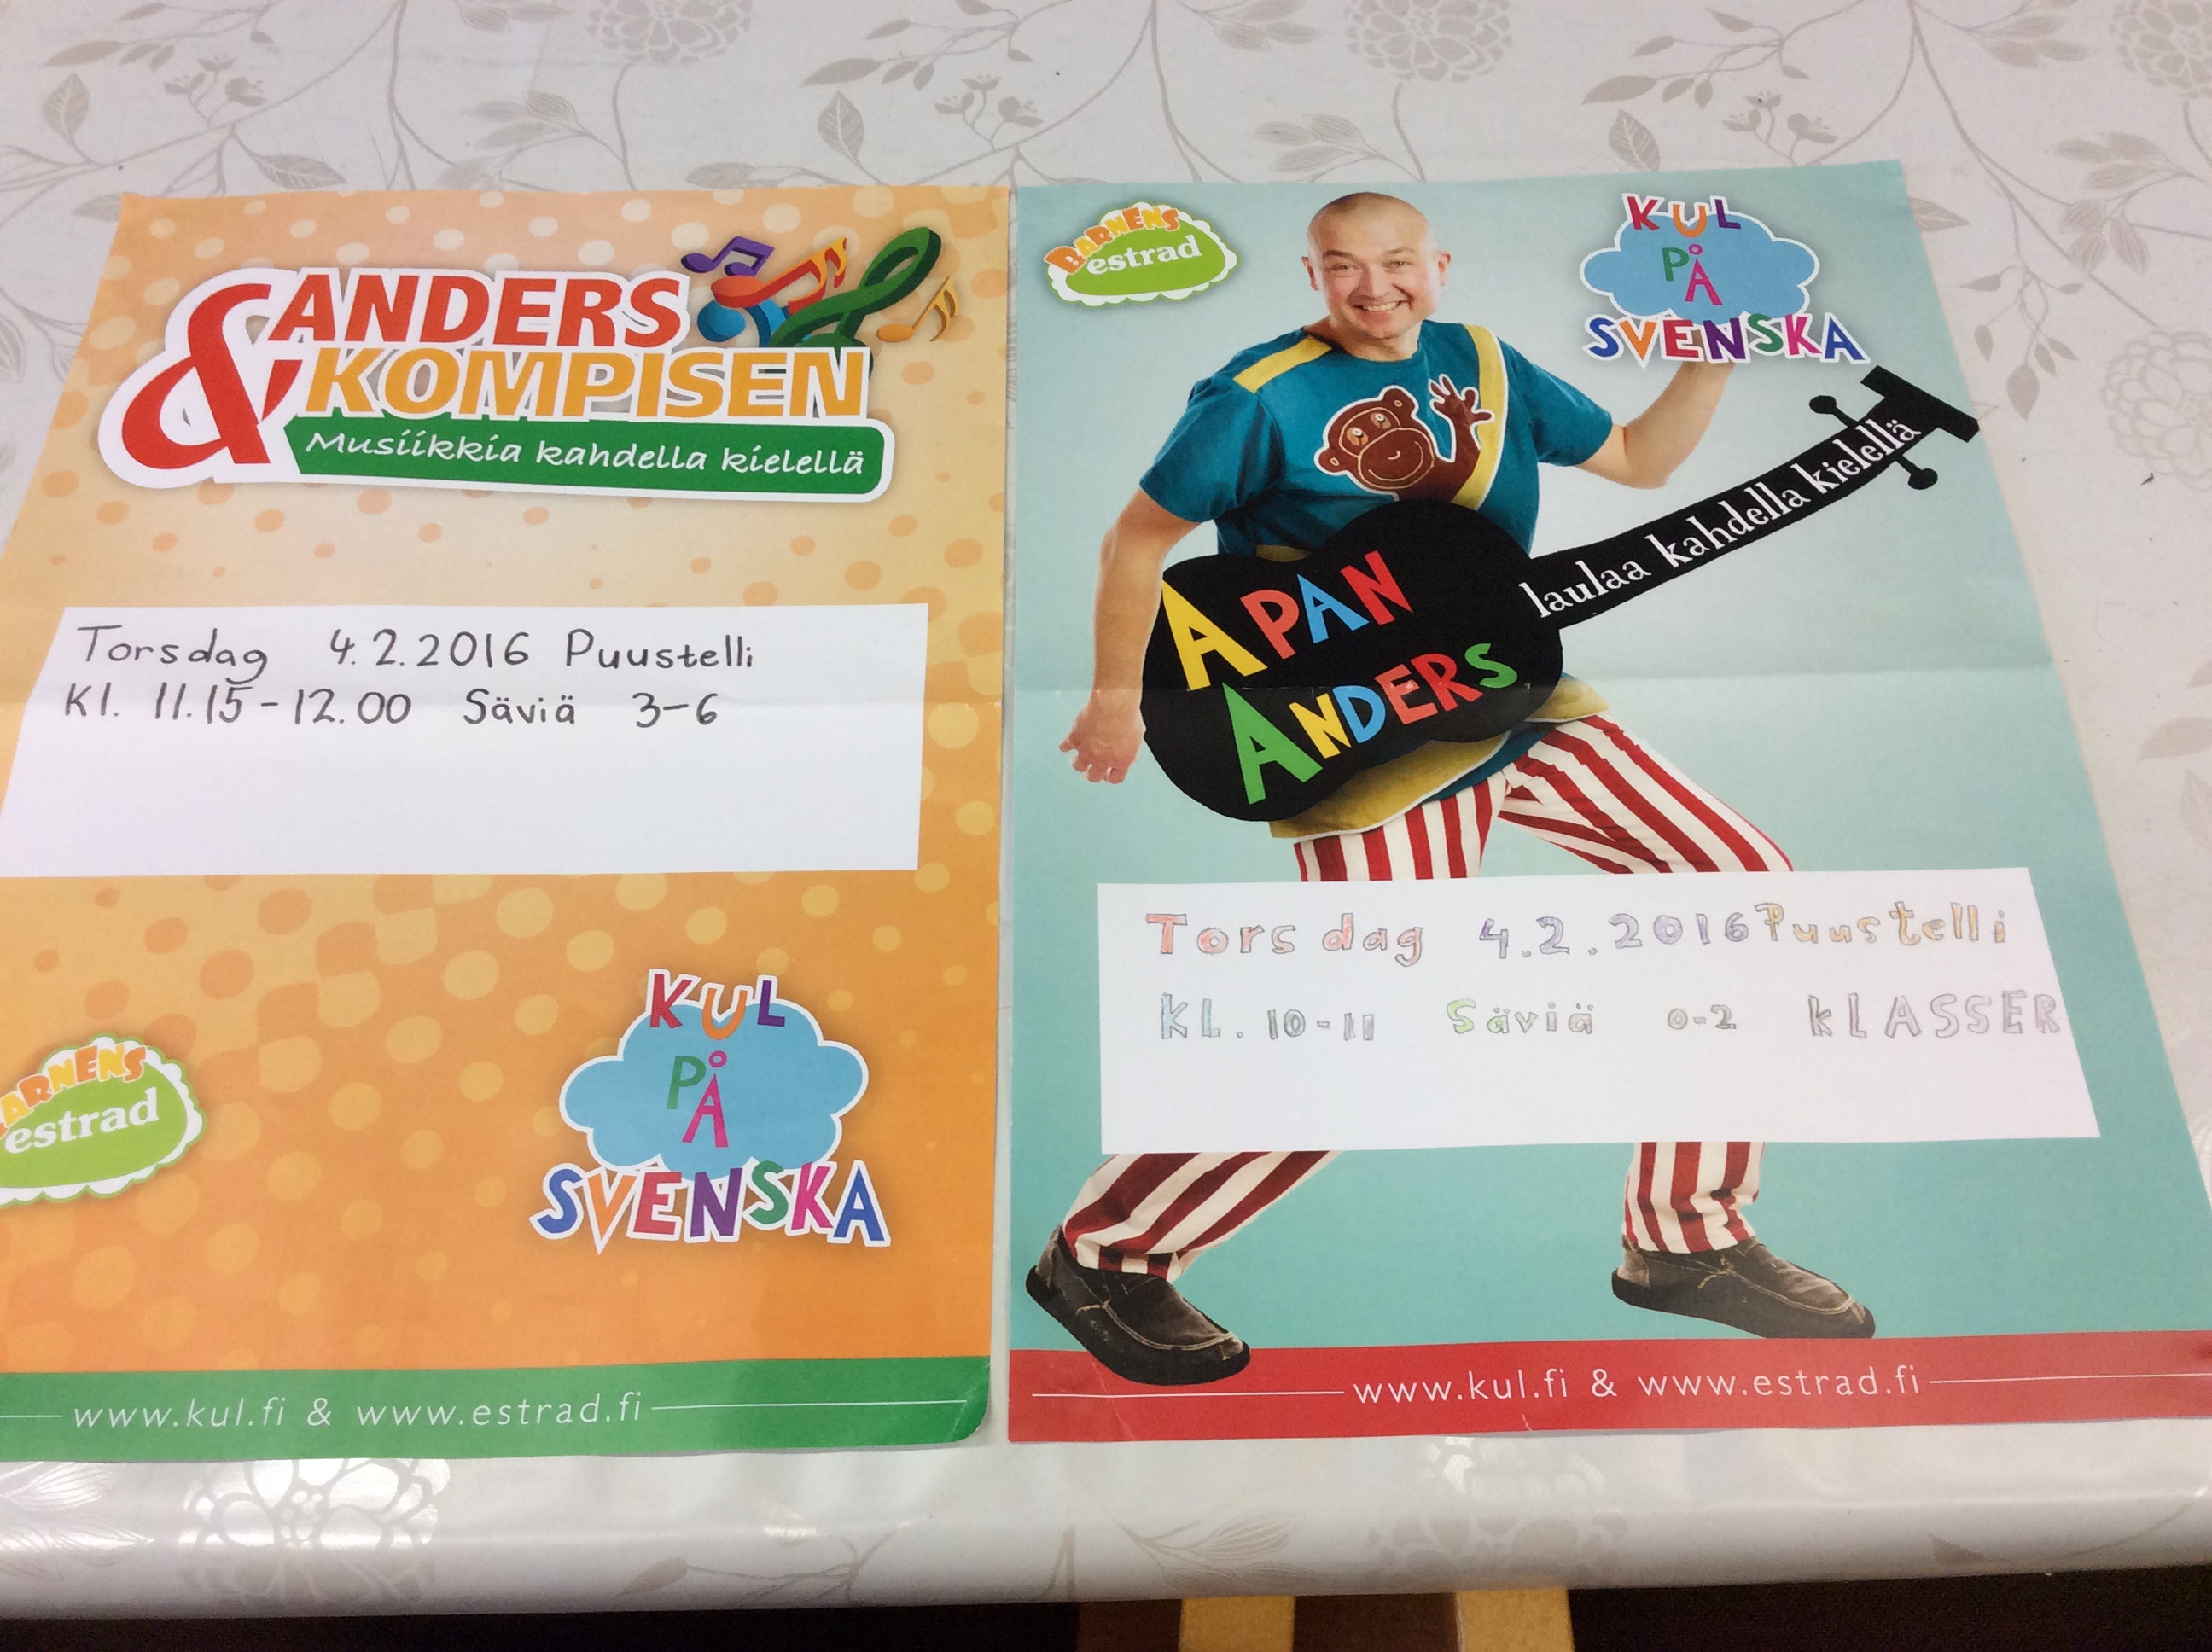 ANDERS
& KOMPISEN
Musiikkia kahdella kielellä
Torsdag 4.2.2016 Puustelli
Kl. 11.15-12.00 Säviä 3-6
KUL
PÅ
SVENSKA
ARNENS
estrad
www.kul.fi & www.estrad.fi
BARNENS
estrad
KUL
PÅ
SVENSKA
APAN
ANDERS
laulaa kahdella kielellä
Torsdag 4.2.2016 Puustelli
KL. 10-11 Säviä 0-2 KLASSER
www.kul.fi & www.estrad.fi